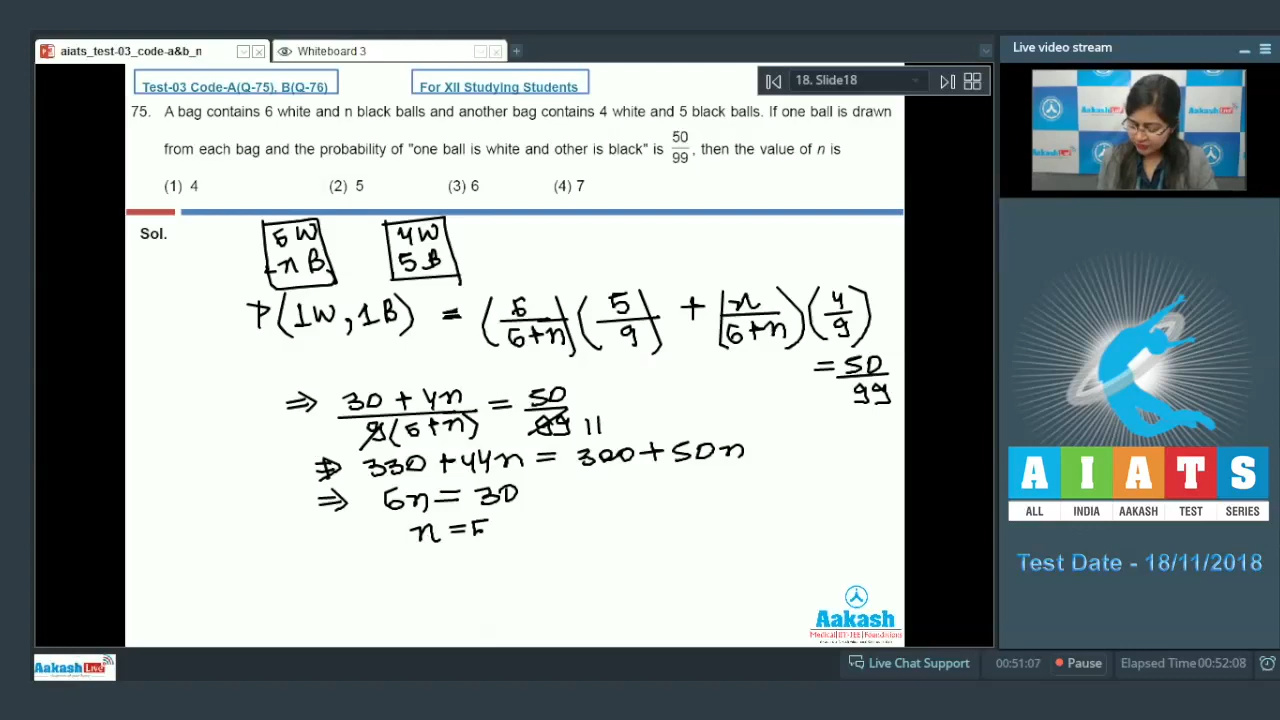 aiats_test-03_code-a&b_n
Whiteboard 3
Live video stream
Test-03 Code-A(Q-75), B(Q-76)
For XII Studying Students
18. Slide18
75. A bag contains 6 white and n black balls and another bag contains 4 white and 5 black balls. If one ball is drawn
from each bag and the probability of "one ball is white and other is black" is 50/99, then the value of n is
(1) 4 (2) 5 (3) 6 (4) 7
Sol.
6 W
n B
4 W
5 B
P(1W, 1B) = (6/6+n)(5/9) + (n/6+n)(4/9)
= 50/99
⇒ 30 + 4n / 9(6+n) = 50/99 11
⇒ 330 + 44n = 300 + 50n
⇒ 6n = 30
n = 5
Aakash
Medical|IIT-JEE|Foundations
AakashLive
AIATS
ALL INDIA AAKASH TEST SERIES
Test Date - 18/11/2018
Aakash Live
Live Chat Support
00:51:07
Pause
Elapsed Time 00:52:08